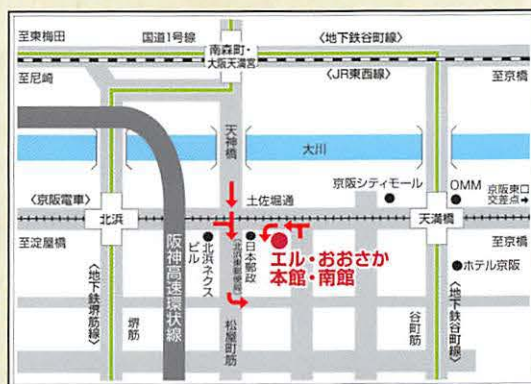 至東梅田
国道1号線
南森町・
大阪天満宮
〈地下鉄谷町線〉
至尼崎
〈JR東西線〉
至京橋
天神橋
大川
京阪シティモール
OMM
京阪東口
交差点→
〈京阪電車〉
北浜
土佐堀通
天満橋
至淀屋橋
阪神高速環状線
北浜ネクス
ビル
日本郵政
(北浜東郵便局)
エル・おおさか
本館・南館
至京橋
ホテル京阪
〈地下鉄堺筋線〉
堺筋
松屋町筋
谷町筋
〈地下鉄谷町線〉